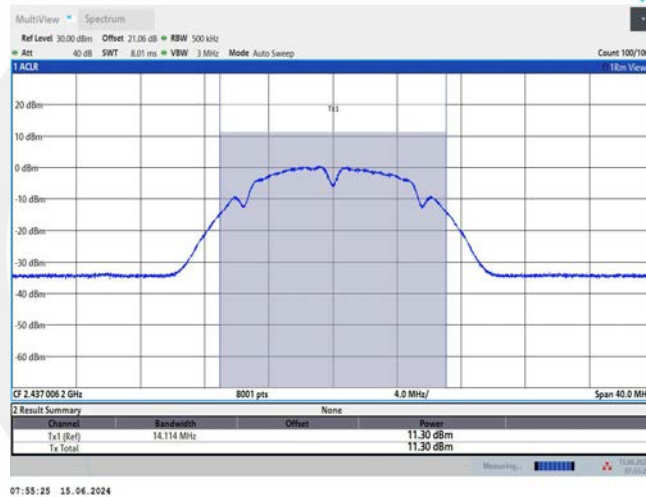 MultiView Spectrum
Ref Level 30.00 dBm Offset 21.06 dB RBW 500 kHz
Att 40 dB SWT 8.01 ms VBW 3 MHz Mode Auto Sweep Count 100/100
1 ACLR 1Rm View
Tx1
20 dBm
10 dBm
0 dBm
-10 dBm
-20 dBm
-30 dBm
-40 dBm
-50 dBm
-60 dBm
CF 2.437 006 2 GHz 8001 pts 4.0 MHz/ Span 40.0 MH
2 Result Summary None
Channel Bandwidth Offset Power
Tx1 (Ref) 14.114 MHz 11.30 dBm
Tx Total 11.30 dBm
Measuring...
07:55:25 15.06.2024